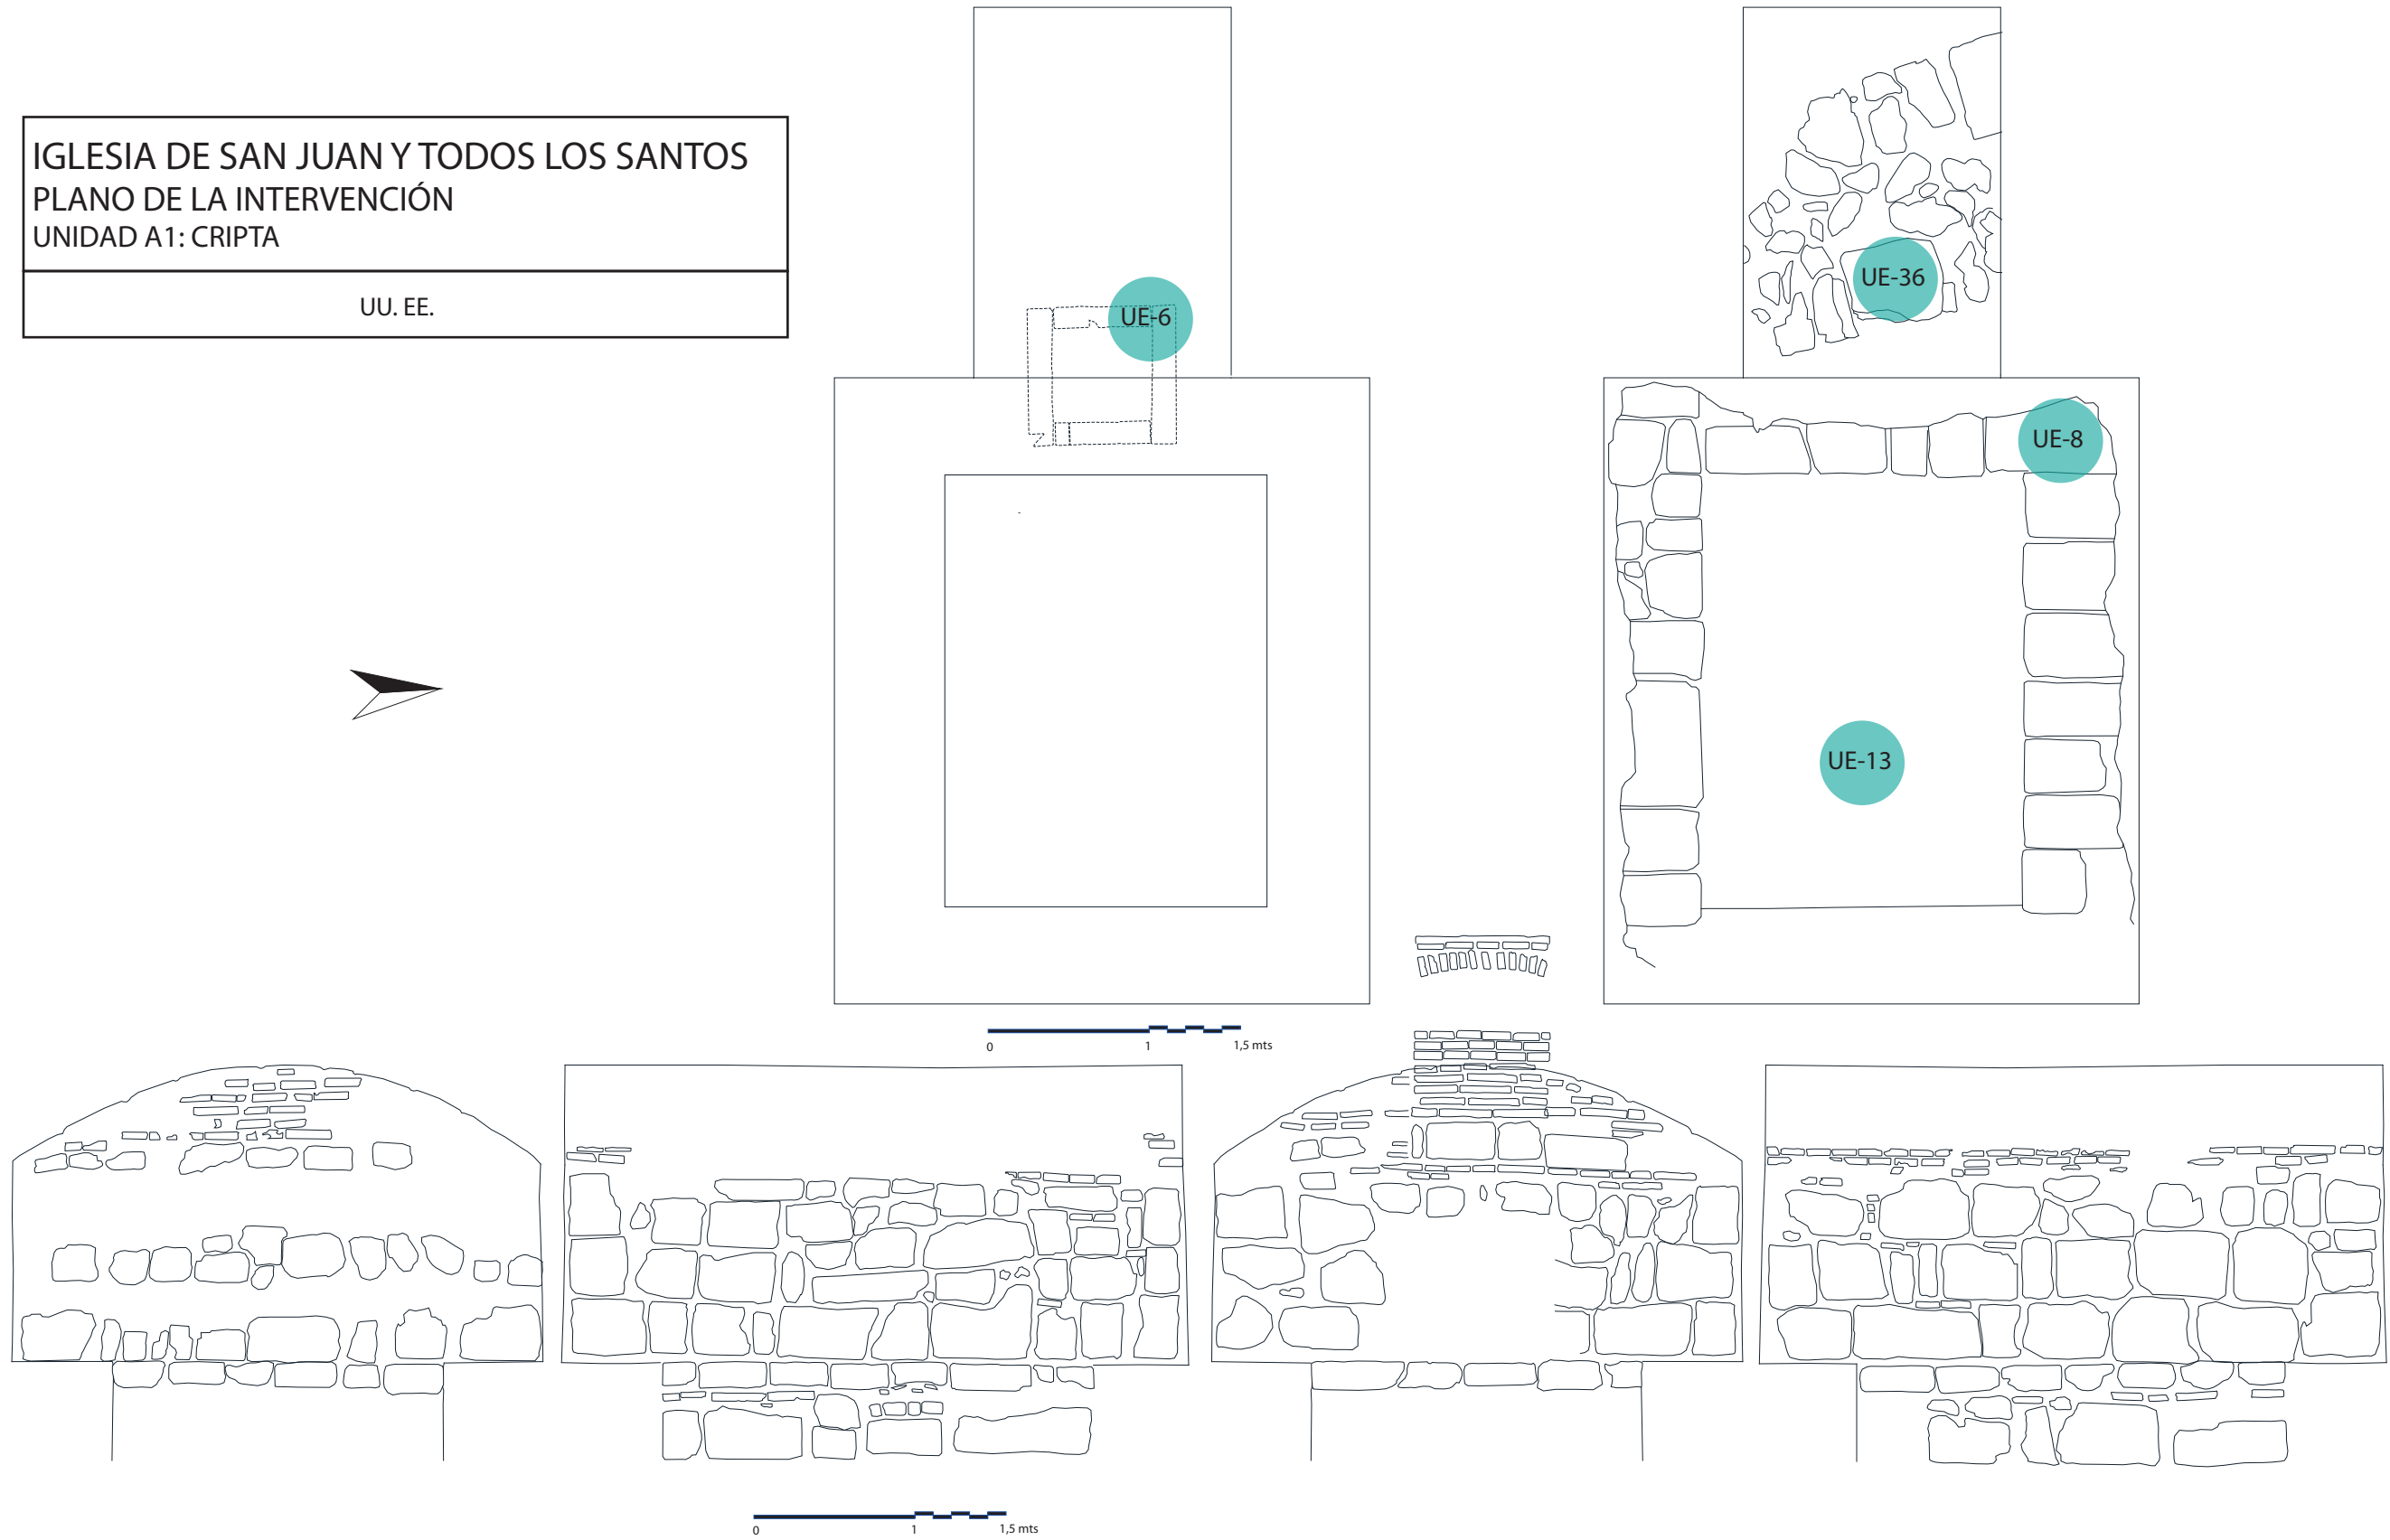 IGLESIA DE SAN JUAN Y TODOS LOS SANTOS
PLANO DE LA INTERVENCIÓN
UNIDAD A1: CRIPTA
UU. EE.
UE-6
UE-36
UE-8
UE-13
0 1 1,5 mts
0 1 1,5 mts